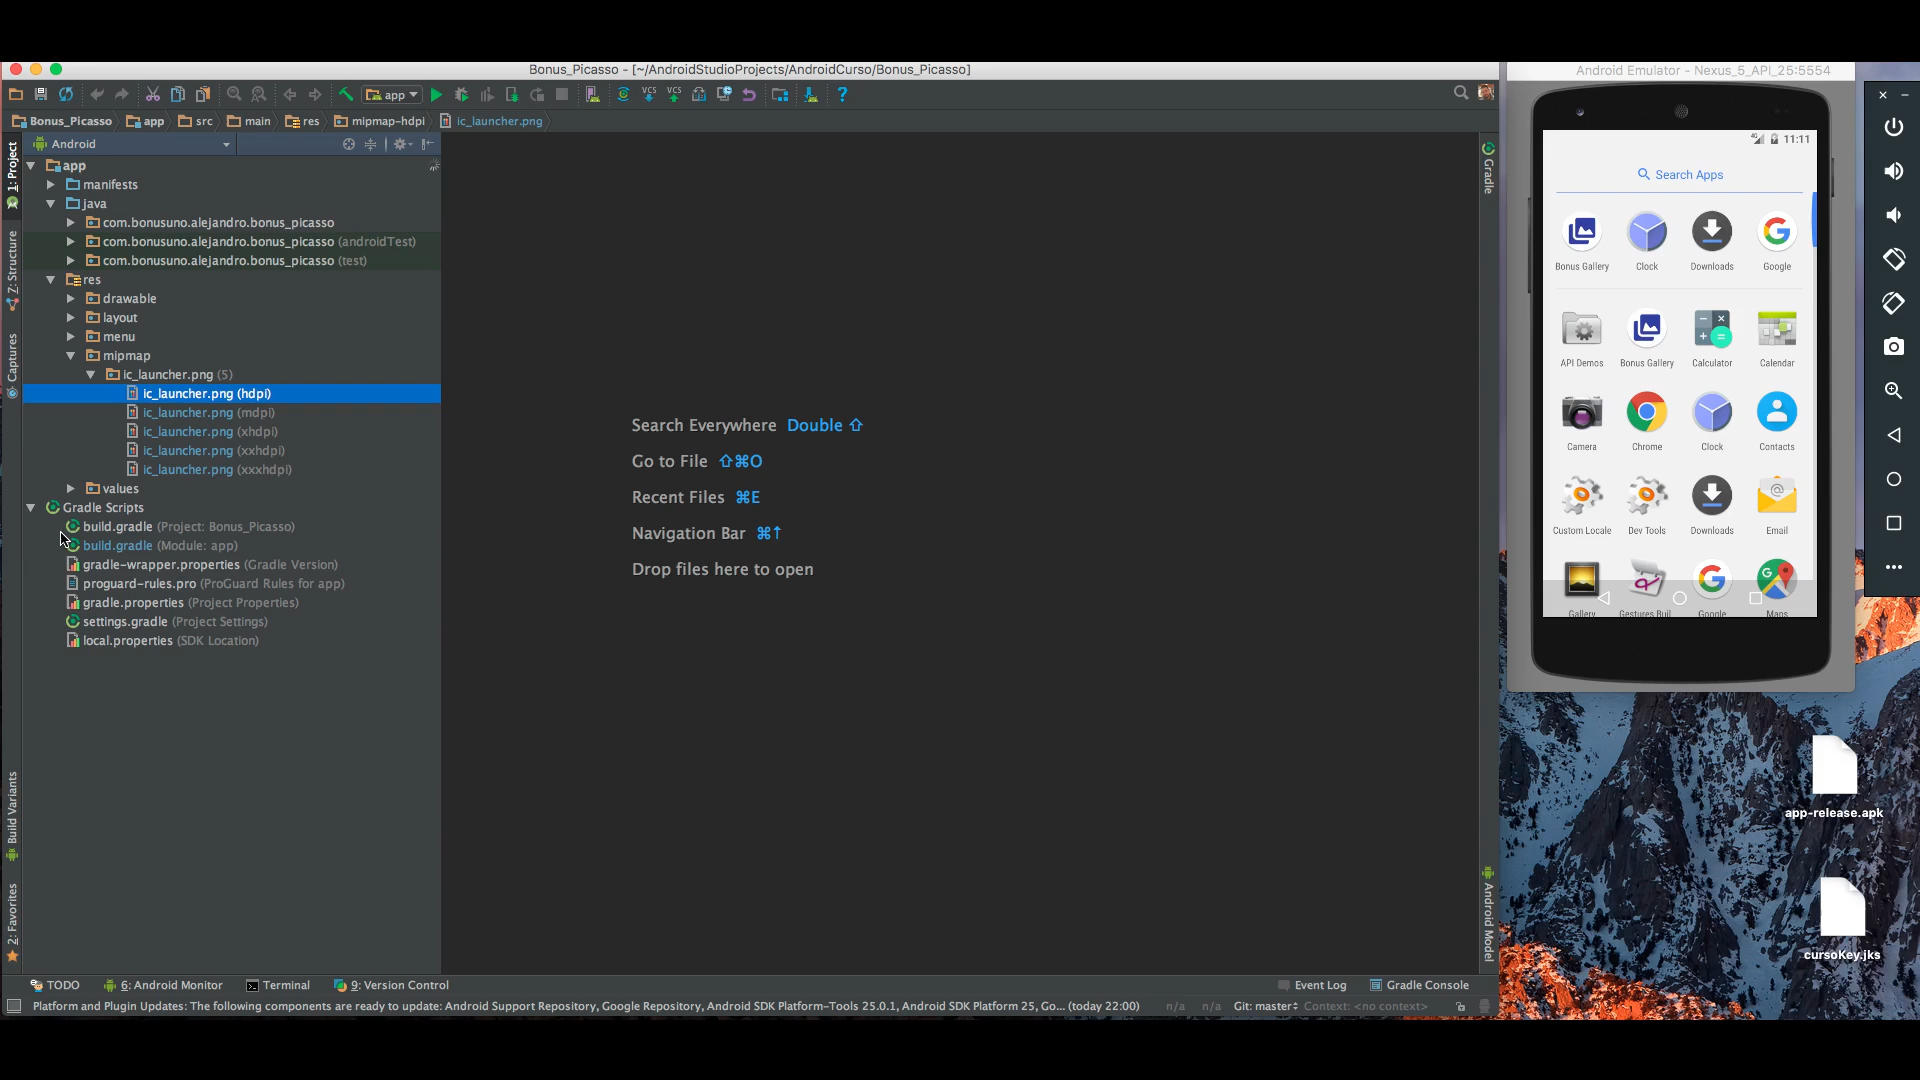 Bonus_Picasso - [~/AndroidStudioProjects/AndroidCurso/Bonus_Picasso]
app
Bonus_Picasso
app
src
main
res
mipmap-hdpi
ic_launcher.png
1: Project
Z: Structure
Captures
Build Variants
2: Favorites
Android
app
manifests
java
com.bonusuno.alejandro.bonus_picasso
com.bonusuno.alejandro.bonus_picasso (androidTest)
com.bonusuno.alejandro.bonus_picasso (test)
res
drawable
layout
menu
mipmap
ic_launcher.png (5)
ic_launcher.png (hdpi)
ic_launcher.png (mdpi)
ic_launcher.png (xhdpi)
ic_launcher.png (xxhdpi)
ic_launcher.png (xxxhdpi)
values
Gradle Scripts
build.gradle (Project: Bonus_Picasso)
build.gradle (Module: app)
gradle-wrapper.properties (Gradle Version)
proguard-rules.pro (ProGuard Rules for app)
gradle.properties (Project Properties)
settings.gradle (Project Settings)
local.properties (SDK Location)
Search Everywhere Double ⇧
Go to File ⇧⌘O
Recent Files ⌘E
Navigation Bar ⌘↑
Drop files here to open
Gradle
Android Model
TODO
6: Android Monitor
Terminal
9: Version Control
Event Log
Gradle Console
Platform and Plugin Updates: The following components are ready to update: Android Support Repository, Google Repository, Android SDK Platform-Tools 25.0.1, Android SDK Platform 25, Go... (today 22:00)
n/a
n/a
Git: master
Context: <no context>
Android Emulator - Nexus_5_API_25:5554
11:11
Search Apps
Bonus Gallery
Clock
Downloads
Google
API Demos
Bonus Gallery
Calculator
Calendar
Camera
Chrome
Clock
Contacts
Custom Locale
Dev Tools
Downloads
Email
Gallery
Gestures Buil
Google
Maps
app-release.apk
cursoKey.jks